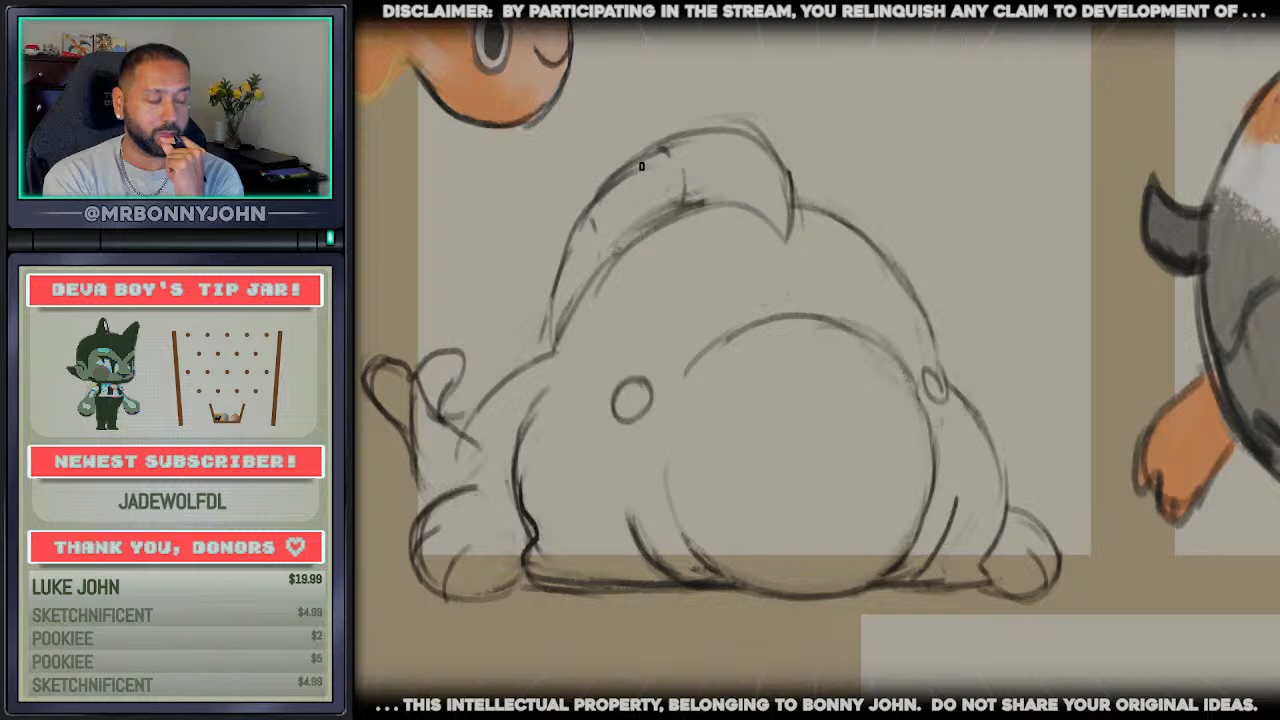 DISCLAIMER: BY PARTICIPATING IN THE STREAM, YOU RELINQUISH ANY CLAIM TO DEVELOPMENT OF . . .
@MRBONNYJOHN
DEVA BOY'S TIP JAR!
NEWEST SUBSCRIBER!
JADEWOLFDL
THANK YOU, DONORS ♡
LUKE JOHN $19.99
SKETCHNIFICENT $4.99
POOKIEE $2
POOKIEE $5
SKETCHNIFICENT $4.99
. . . THIS INTELLECTUAL PROPERTY, BELONGING TO BONNY JOHN. DO NOT SHARE YOUR ORIGINAL IDEAS.